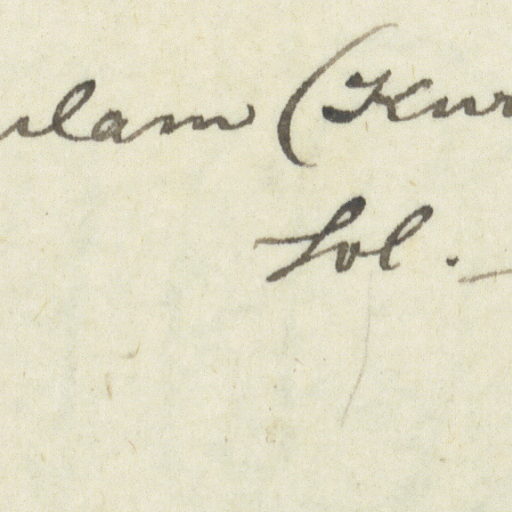 ulam (Kur
Sol. –